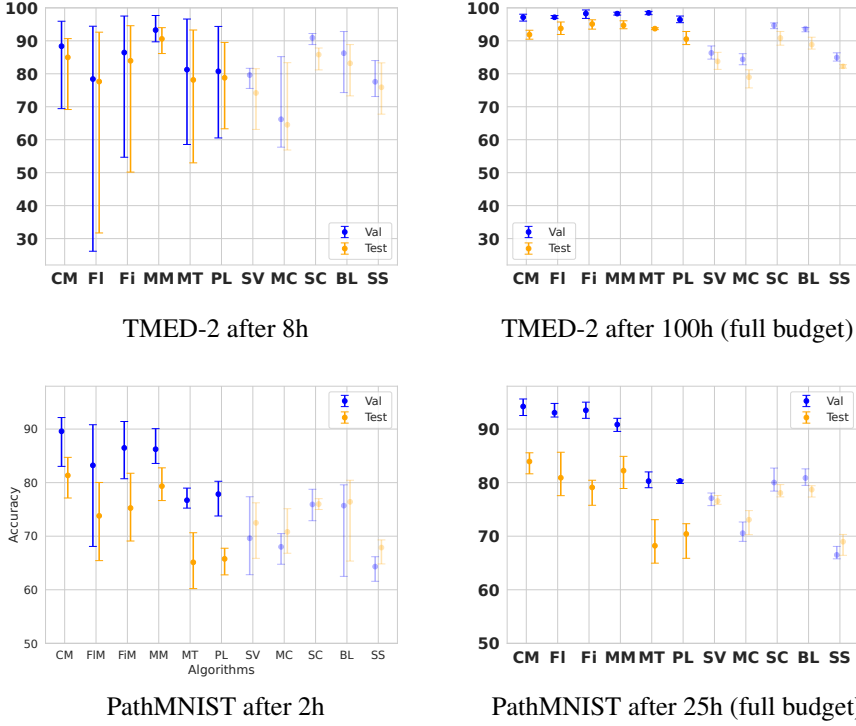 100
90
80
70
60
50
40
30
Val
Test
CM Fl Fi MM MT PL SV MC SC BL SS
TMED-2 after 8h
100
90
80
70
60
50
40
30
Val
Test
CM Fl Fi MM MT PL SV MC SC BL SS
TMED-2 after 100h (full budget)
Accuracy
90
80
70
60
50
Val
Test
CM FlM FiM MM MT PL SV MC SC BL SS
Algorithms
PathMNIST after 2h
90
80
70
60
50
Val
Test
CM Fl Fi MM MT PL SV MC SC BL SS
PathMNIST after 25h (full budget)